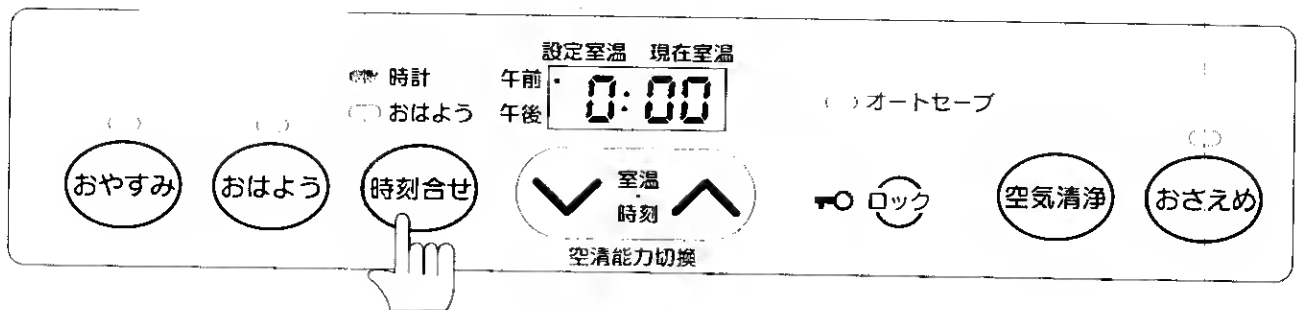 設定室温 現在室温
時計 午前 0:00
おはよう 午後
オートセーブ
おやすみ
おはよう
時刻合せ
室温・時刻
ロック
空気清浄
おさえめ
空清能力切換